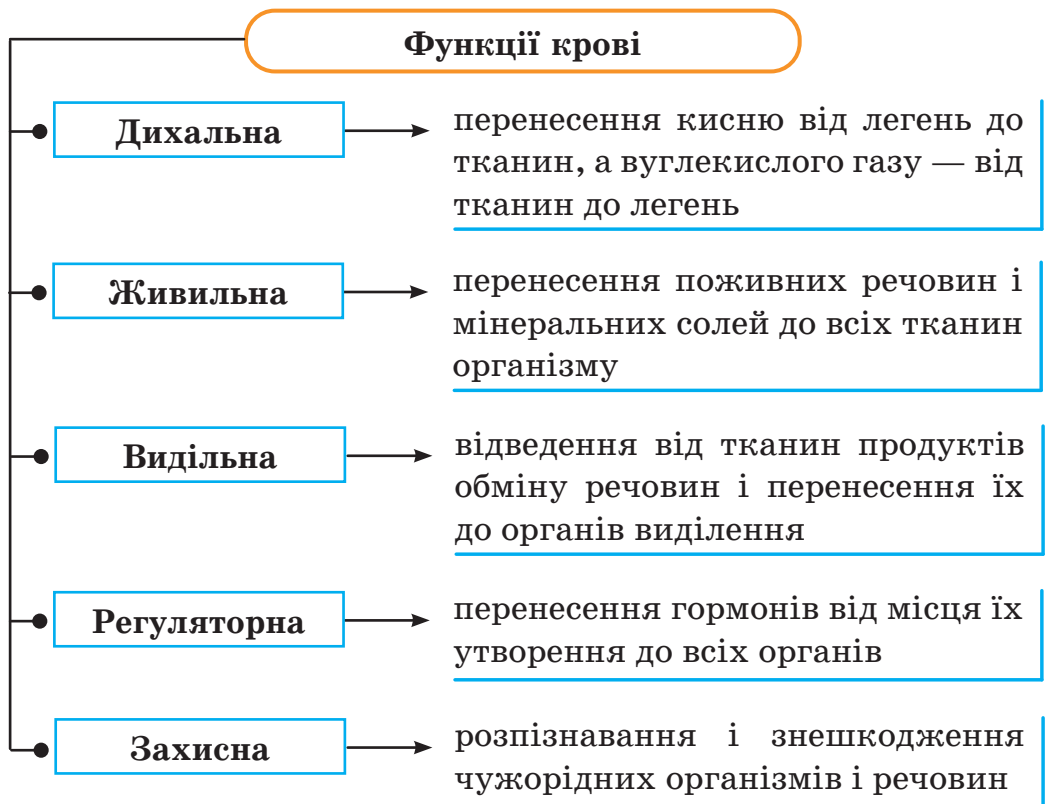 Функції крові
Дихальна
перенесення кисню від легень до
тканин, а вуглекислого газу — від
тканин до легень
Живильна
перенесення поживних речовин і
мінеральних солей до всіх тканин
організму
Видільна
відведення від тканин продуктів
обміну речовин і перенесення їх
до органів виділення
Регуляторна
перенесення гормонів від місця їх
утворення до всіх органів
Захисна
розпізнавання і знешкодження
чужорідних організмів і речовин